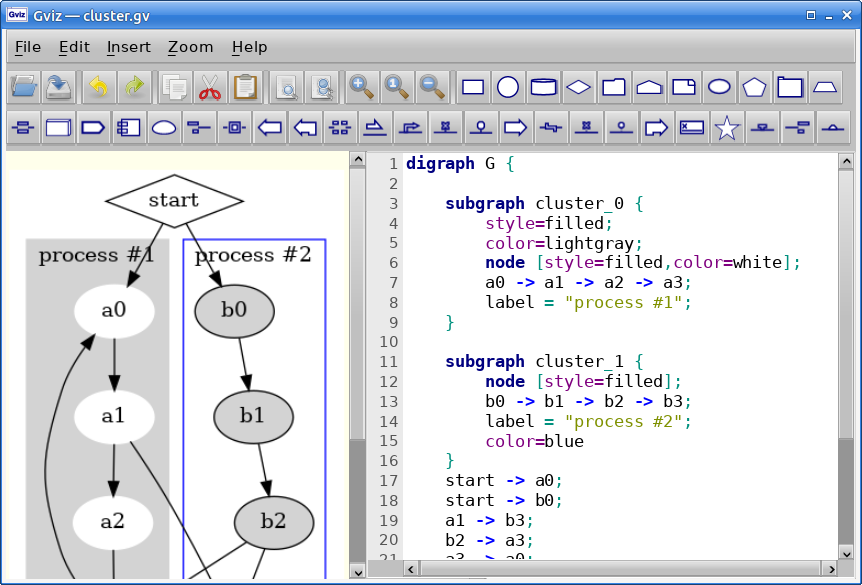 Gviz Gviz — cluster.gv
File Edit Insert Zoom Help
start
process #1 process #2
a0 b0
a1 b1
a2 b2
1 digraph G {
2
3 subgraph cluster_0 {
4 style=filled;
5 color=lightgray;
6 node [style=filled,color=white];
7 a0 -> a1 -> a2 -> a3;
8 label = "process #1";
9 }
10
11 subgraph cluster_1 {
12 node [style=filled];
13 b0 -> b1 -> b2 -> b3;
14 label = "process #2";
15 color=blue
16 }
17 start -> a0;
18 start -> b0;
19 a1 -> b3;
20 b2 -> a3;
21 a3 -> a0;